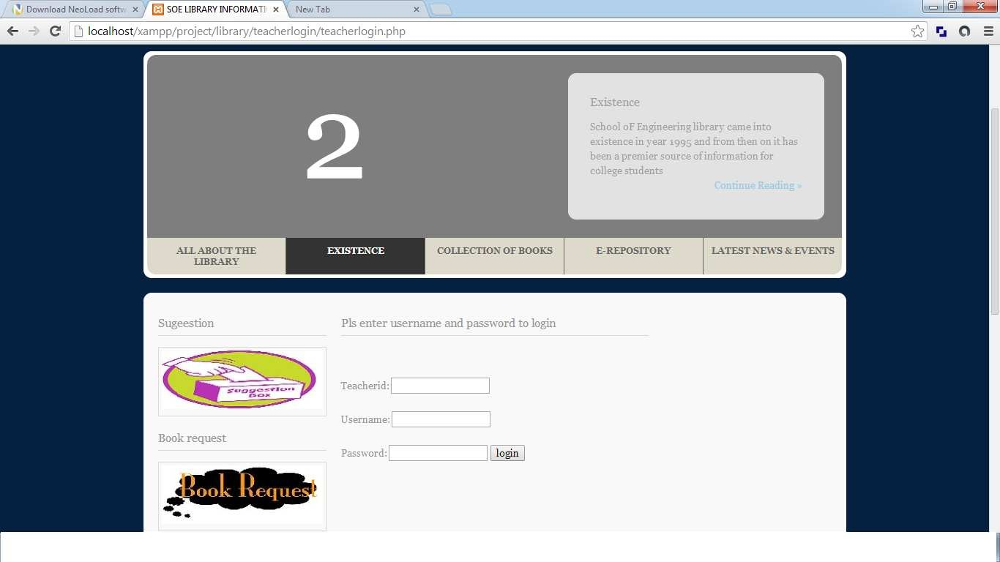 Download NeoLoad softw
SOE LIBRARY INFORMATI
New Tab
localhost/xampp/project/library/teacherlogin/teacherlogin.php
2
Existence
School oF Engineering library came into
existence in year 1995 and from then on it has
been a premier source of information for
college students
Continue Reading »
ALL ABOUT THE
LIBRARY
EXISTENCE
COLLECTION OF BOOKS
E-REPOSITORY
LATEST NEWS & EVENTS
Sugeestion
Pls enter username and password to login
Suggestion
Box
Teacherid:
Username:
Book request
Password:
login
Book Request